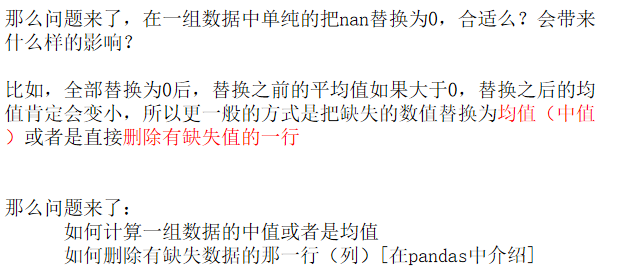 那么问题来了，在一组数据中单纯的把nan替换为0，合适么？会带来
什么样的影响？
比如，全部替换为0后，替换之前的平均值如果大于0，替换之后的均
值肯定会变小，所以更一般的方式是把缺失的数值替换为均值（中值
）或者是直接删除有缺失值的一行
那么问题来了：
如何计算一组数据的中值或者是均值
如何删除有缺失数据的那一行（列）[在pandas中介绍]